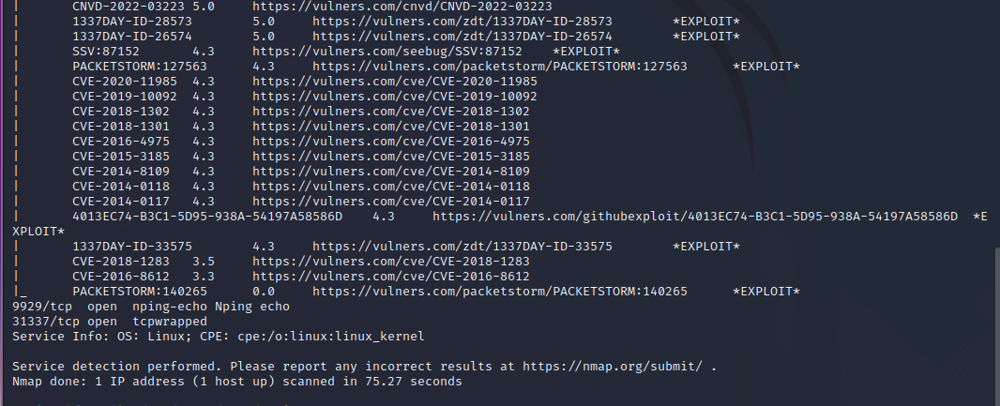 |       CNVD-2022-03223 5.0     https://vulners.com/cnvd/CNVD-2022-03223
|       1337DAY-ID-28573        5.0     https://vulners.com/zdt/1337DAY-ID-28573        *EXPLOIT*
|       1337DAY-ID-26574        5.0     https://vulners.com/zdt/1337DAY-ID-26574        *EXPLOIT*
|       SSV:87152       4.3     https://vulners.com/seebug/SSV:87152    *EXPLOIT*
|       PACKETSTORM:127563      4.3     https://vulners.com/packetstorm/PACKETSTORM:127563      *EXPLOIT*
|       CVE-2020-11985  4.3     https://vulners.com/cve/CVE-2020-11985
|       CVE-2019-10092  4.3     https://vulners.com/cve/CVE-2019-10092
|       CVE-2018-1302   4.3     https://vulners.com/cve/CVE-2018-1302
|       CVE-2018-1301   4.3     https://vulners.com/cve/CVE-2018-1301
|       CVE-2016-4975   4.3     https://vulners.com/cve/CVE-2016-4975
|       CVE-2015-3185   4.3     https://vulners.com/cve/CVE-2015-3185
|       CVE-2014-8109   4.3     https://vulners.com/cve/CVE-2014-8109
|       CVE-2014-0118   4.3     https://vulners.com/cve/CVE-2014-0118
|       CVE-2014-0117   4.3     https://vulners.com/cve/CVE-2014-0117
|       4013EC74-B3C1-5D95-938A-54197A58586D    4.3     https://vulners.com/githubexploit/4013EC74-B3C1-5D95-938A-54197A58586D  *E
XPLOIT*
|       1337DAY-ID-33575        4.3     https://vulners.com/zdt/1337DAY-ID-33575        *EXPLOIT*
|       CVE-2018-1283   3.5     https://vulners.com/cve/CVE-2018-1283
|       CVE-2016-8612   3.3     https://vulners.com/cve/CVE-2016-8612
|_      PACKETSTORM:140265      0.0     https://vulners.com/packetstorm/PACKETSTORM:140265      *EXPLOIT*
9929/tcp  open  nping-echo Nping echo
31337/tcp open  tcpwrapped
Service Info: OS: Linux; CPE: cpe:/o:linux:linux_kernel

Service detection performed. Please report any incorrect results at https://nmap.org/submit/ .
Nmap done: 1 IP address (1 host up) scanned in 75.27 seconds